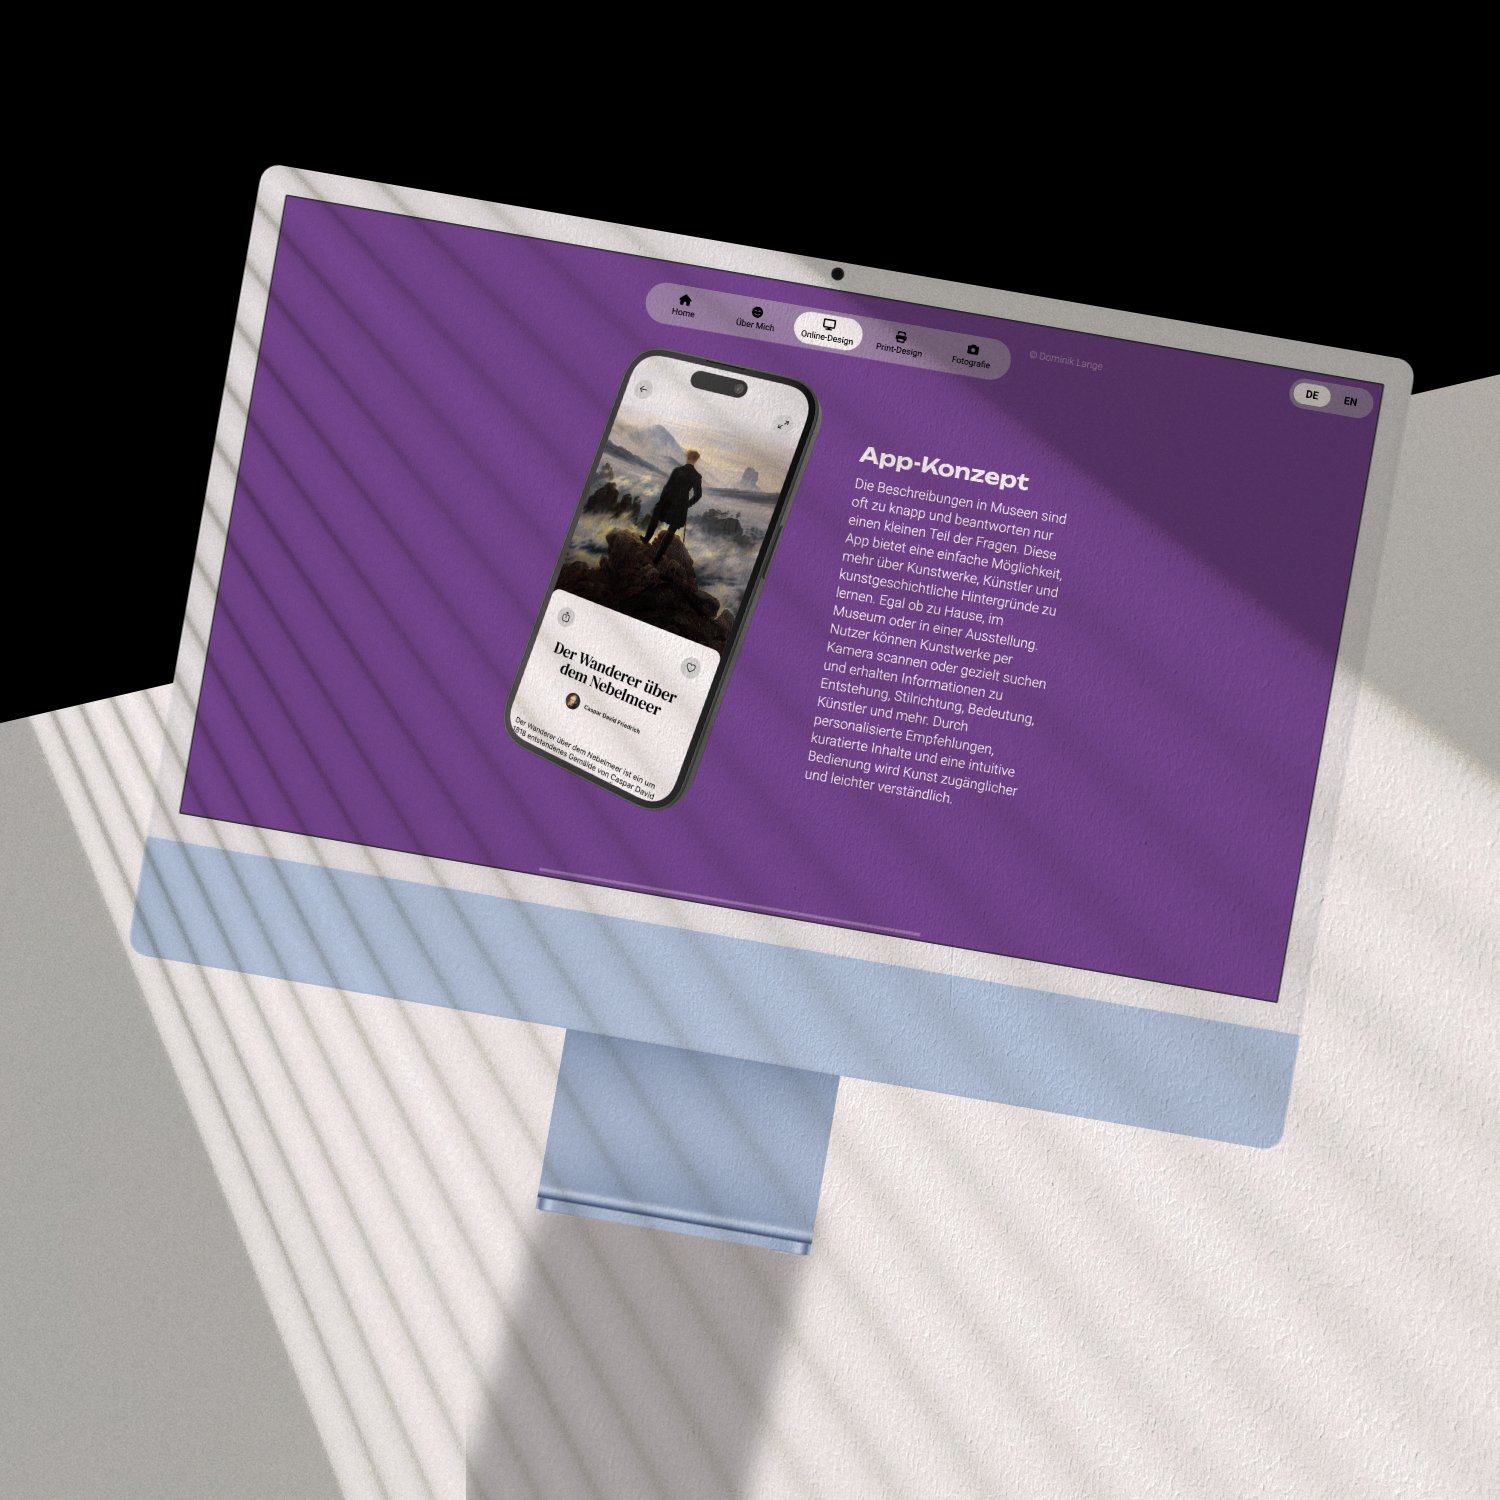 Home
Über Mich
Online-Design
Print-Design
Fotografie
© Dominik Lange
DE
EN
App-Konzept
Die Beschreibungen in Museen sind
oft zu knapp und beantworten nur
einen kleinen Teil der Fragen. Diese
App bietet eine einfache Möglichkeit,
mehr über Kunstwerke, Künstler und
kunstgeschichtliche Hintergründe zu
lernen. Egal ob zu Hause, im
Museum oder in einer Ausstellung.
Nutzer können Kunstwerke per
Kamera scannen oder gezielt suchen
und erhalten Informationen zu
Entstehung, Stilrichtung, Bedeutung,
Künstler und mehr. Durch
personalisierte Empfehlungen,
kuratierte Inhalte und eine intuitive
Bedienung wird Kunst zugänglicher
und leichter verständlich.
Der Wanderer über
dem Nebelmeer
Caspar David Friedrich
Der Wanderer über dem Nebelmeer ist ein um
1818 entstandenes Gemälde von Caspar David